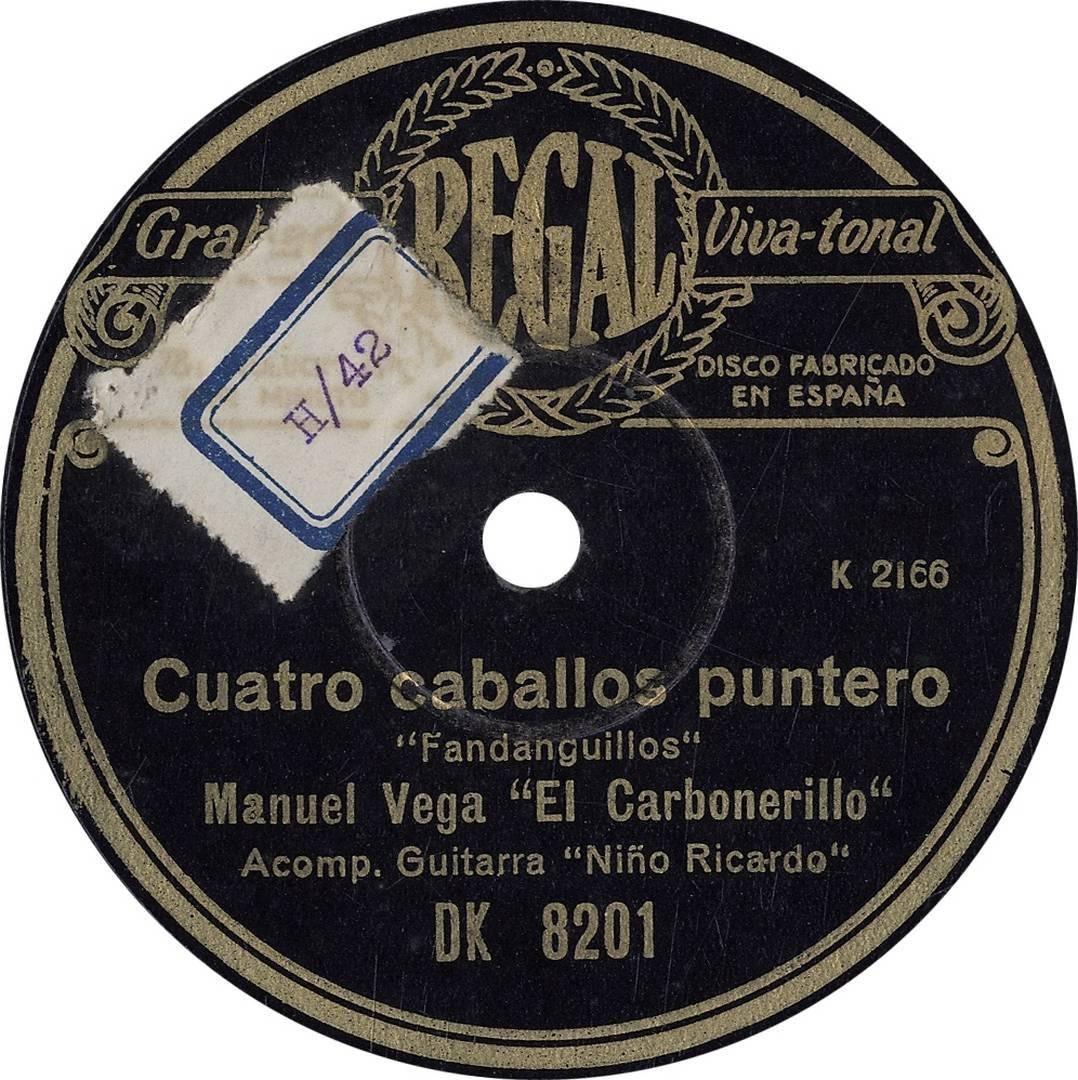 REGAL
Viva-tonal
H/42
DISCO FABRICADO
EN ESPAÑA
K 2166
Cuatro caballos puntero
"Fandanguillos"
Manuel Vega "El Carbonerillo"
Acomp. Guitarra "Niño Ricardo"
DK 8201